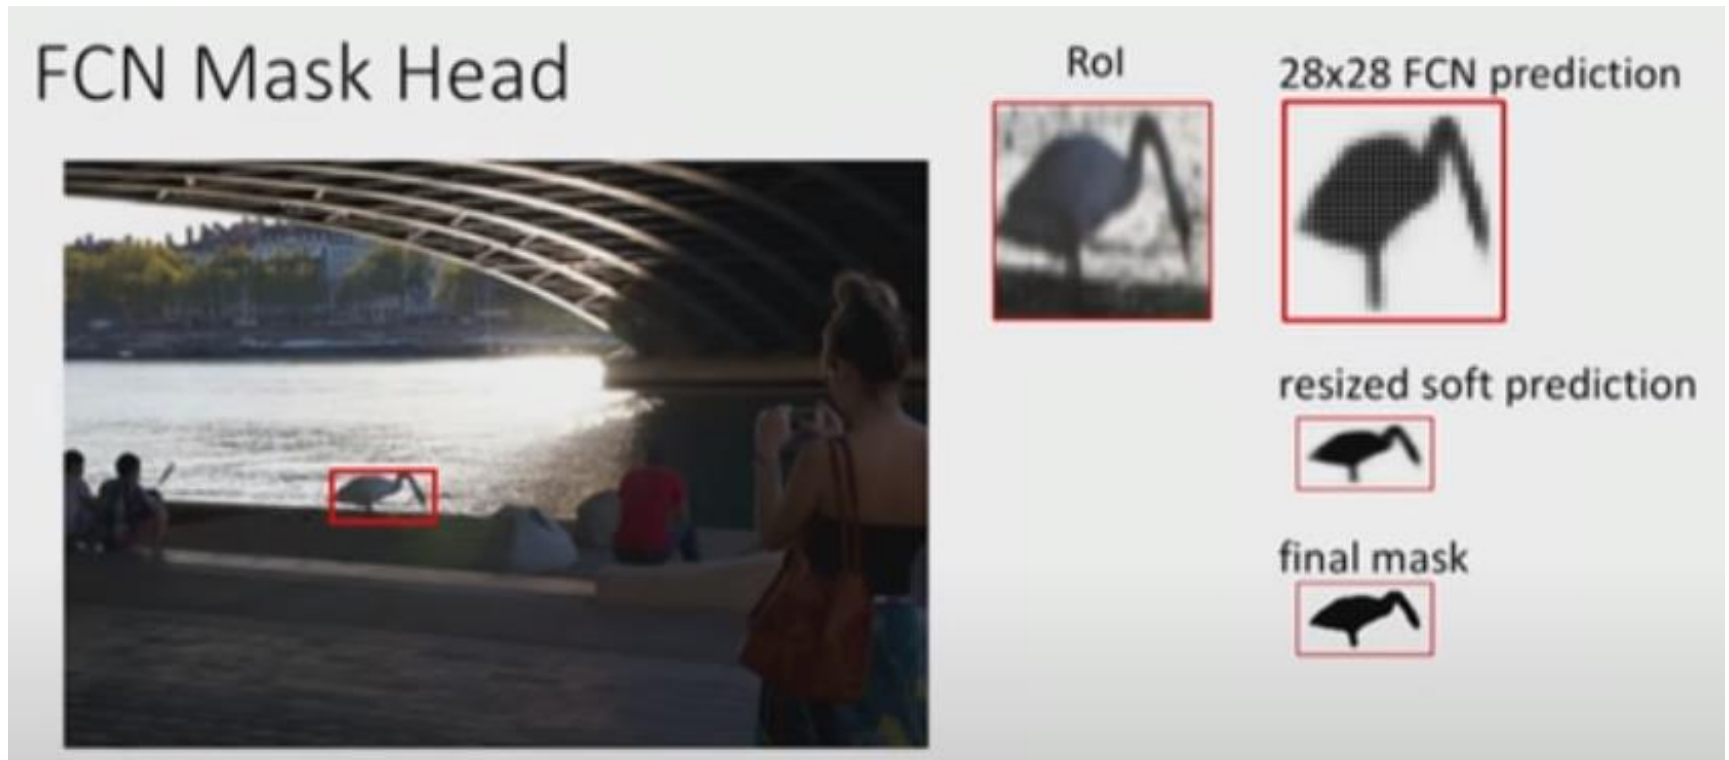 FCN Mask Head
RoI
28x28 FCN prediction
resized soft prediction
final mask